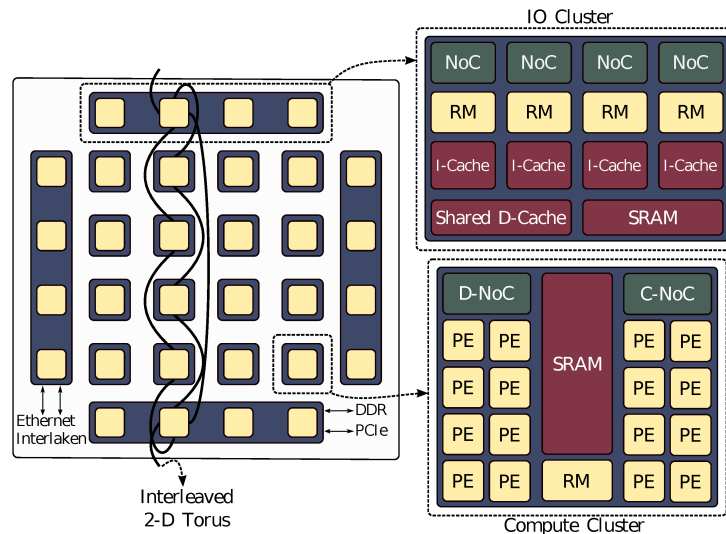 IO Cluster
NoC NoC NoC NoC
RM RM RM RM
I-Cache I-Cache I-Cache I-Cache
Shared D-Cache SRAM
D-NoC C-NoC
SRAM
PE PE PE PE
PE PE PE PE
PE PE PE PE
PE PE RM PE PE
Compute Cluster
Ethernet
Interlaken
DDR
PCIe
Interleaved
2-D Torus